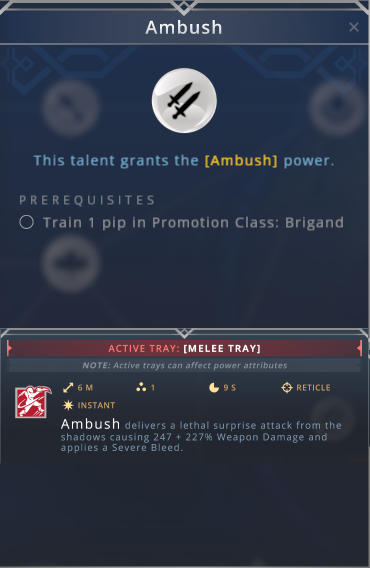 Ambush
This talent grants the [Ambush] power.
PREREQUISITES
Train 1 pip in Promotion Class: Brigand
ACTIVE TRAY: [MELEE TRAY]
NOTE: Active trays can affect power attributes
6 M 1 9 S RETICLE
INSTANT
Ambush delivers a lethal surprise attack from the
shadows causing 247 + 227% Weapon Damage and
applies a Severe Bleed.